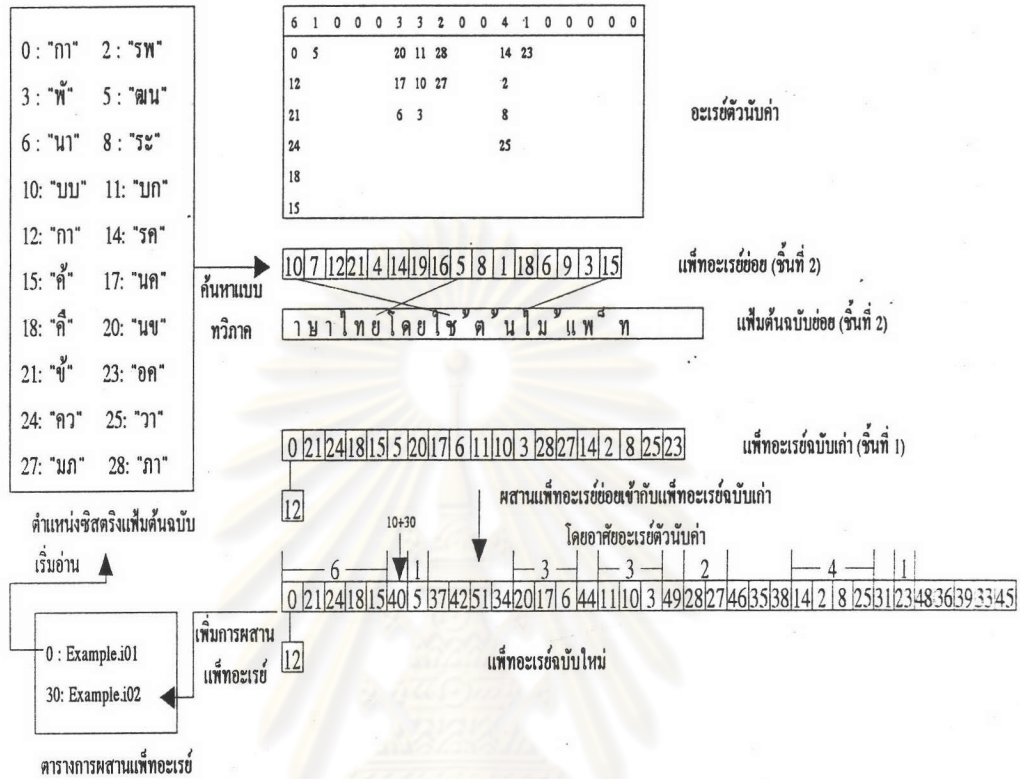 0 : "กา" 2 : "รพ"
3 : "พั" 5 : "ฒน"
6 : "นา" 8 : "ระ"
10: "บบ" 11: "บก"
12: "กา" 14: "รค"
15: "ค้" 17: "นค"
18: "คื" 20: "นข"
21: "ข้" 23: "อค"
24: "คว" 25: "วา"
27: "มภ" 28: "ภา"
ตำแหน่งซิสตริงแฟ้มต้นฉบับ
เริ่มอ่าน
0 : Example.i01
30: Example.i02
ตารางการผสานแพ็ทอะเรย์
6 1 0 0 0 3 3 2 0 0 4 1 0 0 0 0 0
0 5 20 11 28 14 23
12 17 10 27 2
21 6 3 8
24 25
18
15
อะเรย์ตัวนับค่า
ค้นหาแบบ
ทวิภาค
10 7 12 21 4 14 19 16 5 8 1 18 6 9 3 15
แพ็ทอะเรย์ย่อย (ชั้นที่ 2)
าษาไทยโดยใช้ต้นไม้แพ็ท
แฟ้มต้นฉบับย่อย (ชั้นที่ 2)
0 21 24 18 15 5 20 17 6 11 10 3 28 27 14 2 8 25 23
แพ็ทอะเรย์ฉบับเก่า (ชั้นที่ 1)
12
ผสานแพ็ทอะเรย์ย่อยเข้ากับแพ็ทอะเรย์ฉบับเก่า
โดยอาศัยอะเรย์ตัวนับค่า
10+30
6 1 3 3 2 4 1
0 21 24 18 15 40 5 37 42 51 34 20 17 6 44 11 10 3 49 28 27 46 35 38 14 2 8 25 31 23 48 36 39 33 45
12
เพิ่มการผสาน
แพ็ทอะเรย์
แพ็ทอะเรย์ฉบับใหม่